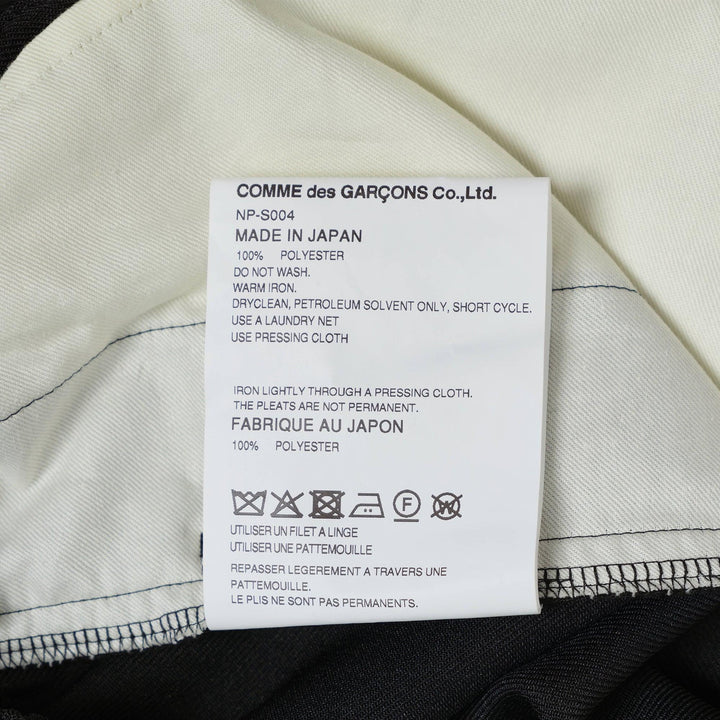 COMME des GARÇONS Co.,Ltd.
NP-S004
MADE IN JAPAN
100% POLYESTER
DO NOT WASH.
WARM IRON.
DRYCLEAN, PETROLEUM SOLVENT ONLY, SHORT CYCLE.
USE A LAUNDRY NET
USE PRESSING CLOTH
IRON LIGHTLY THROUGH A PRESSING CLOTH.
THE PLEATS ARE NOT PERMANENT.
FABRIQUE AU JAPON
100% POLYESTER
F W
UTILISER UN FILET A LINGE
UTILISER UNE PATTEMOUILLE
REPASSER LEGEREMENT A TRAVERS UNE
PATTEMOUILLE.
LE PLIS NE SONT PAS PERMANENTS.